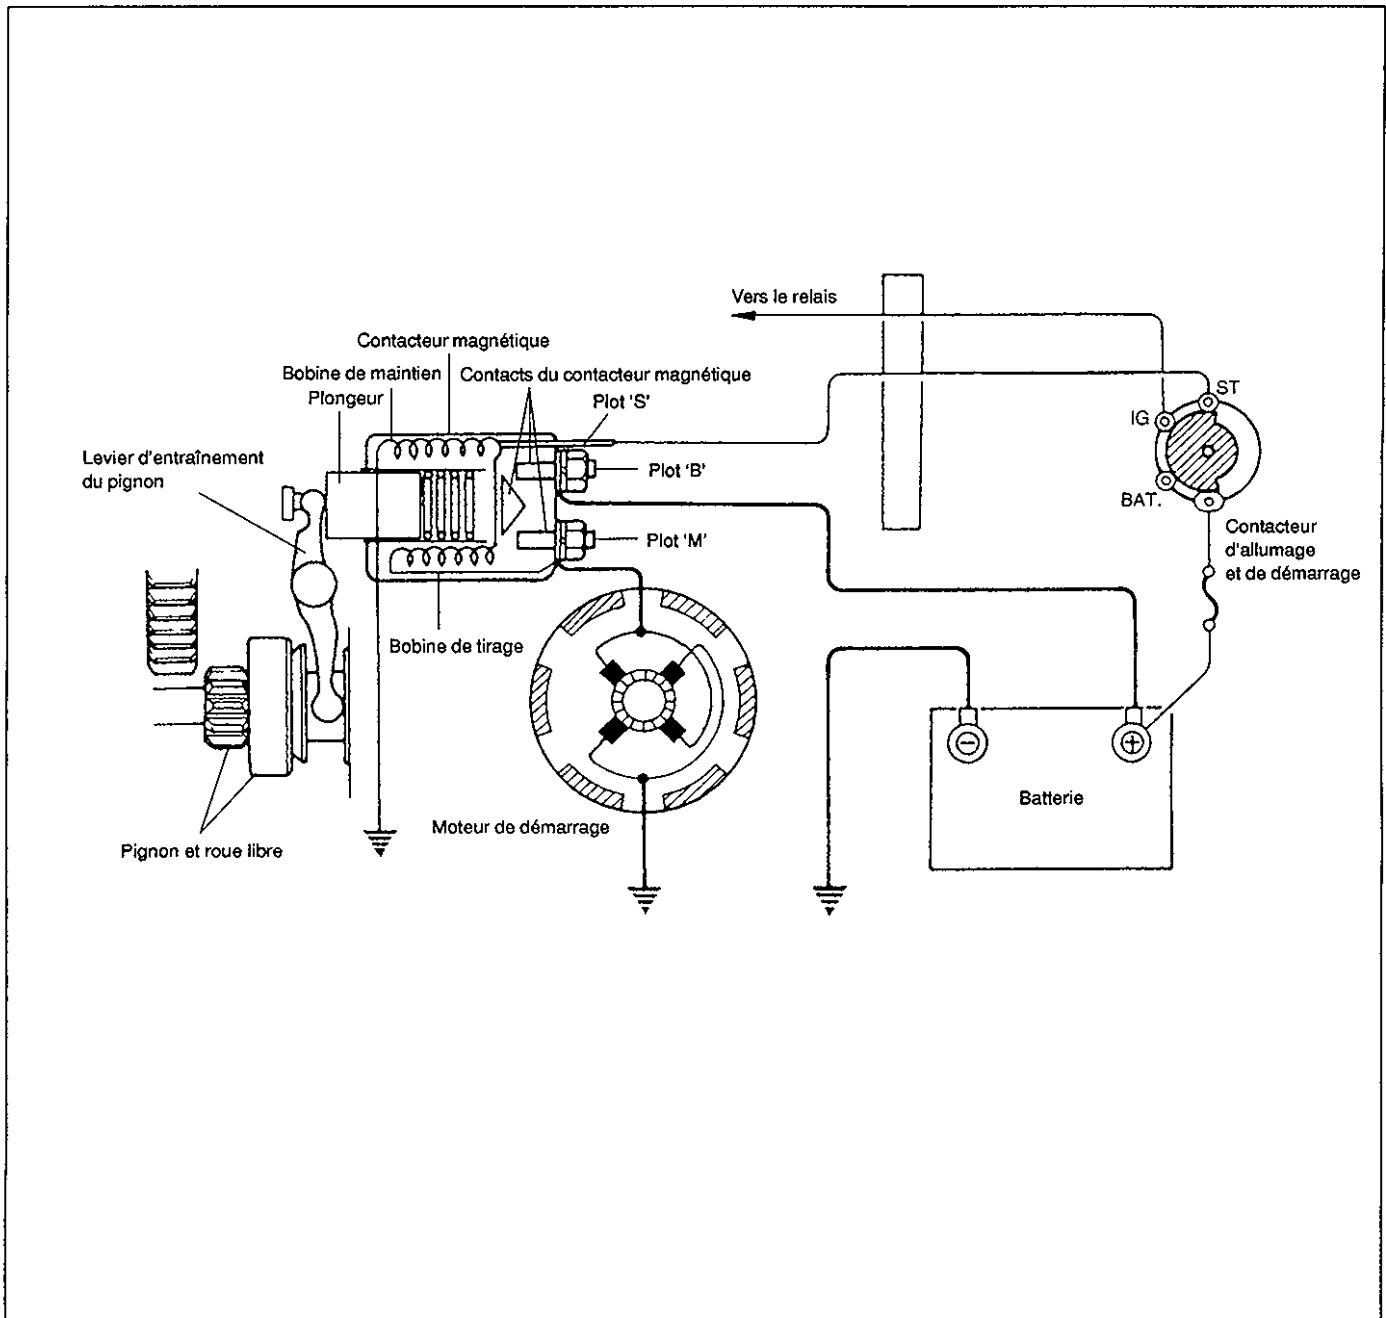 Vers le relais
Contacteur magnétique
Bobine de maintien
Contacts du contacteur magnétique
Plongeur
Plot 'S'
ST
IG
Levier d'entraînement
du pignon
Plot 'B'
BAT.
Contacteur
d'allumage
et de démarrage
Plot 'M'
Bobine de tirage
−
+
Batterie
Moteur de démarrage
Pignon et roue libre